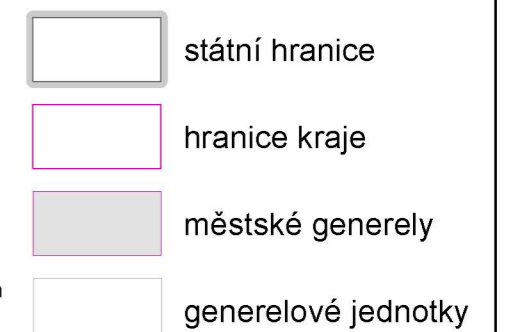 státní hranice
hranice kraje
městské generely
generelové jednotky